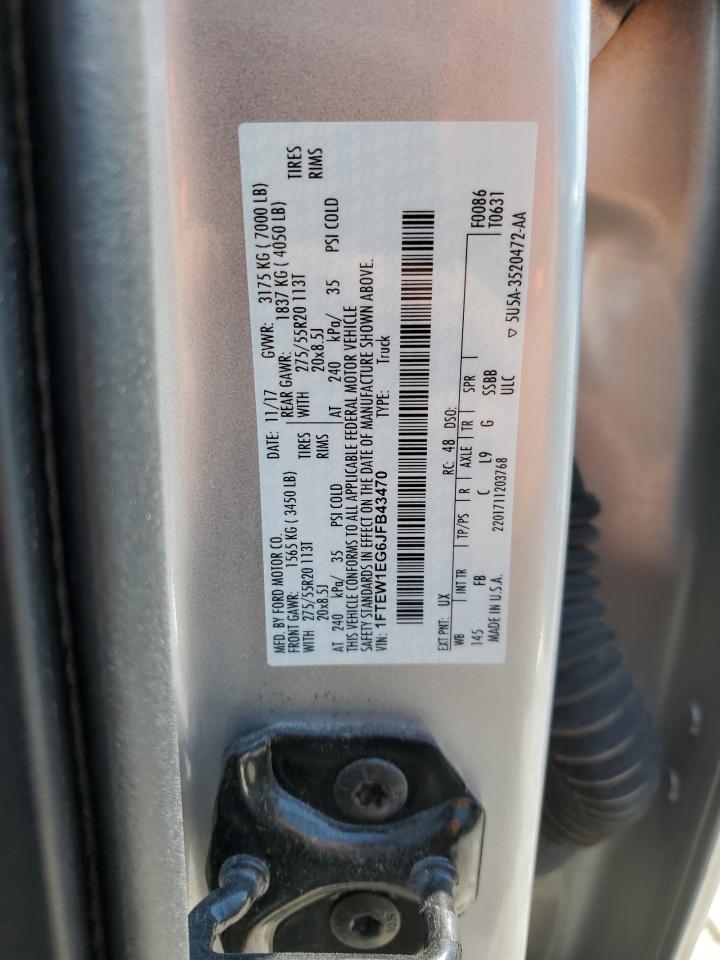 MFD. BY FORD MOTOR CO. DATE: 11/17 GVWR: 3175 KG ( 7000 LB)
FRONT GAWR: 1565 KG ( 3450 LB) REAR GAWR: 1837 KG ( 4050 LB)
WITH 275/55R20 113T TIRES WITH 275/55R20 113T TIRES
20x8.5J RIMS 20x8.5J RIMS
AT 240 kPa/ 35 PSI COLD AT 240 kPa/ 35 PSI COLD
THIS VEHICLE CONFORMS TO ALL APPLICABLE FEDERAL MOTOR VEHICLE
SAFETY STANDARDS IN EFFECT ON THE DATE OF MANUFACTURE SHOWN ABOVE.
VIN: 1FTEW1EG6JFB43470 TYPE: Truck
EXT PNT: UX RC: 48 DSO: F0086
WB INT TR TP/PS R AXLE TR SPR T0631
145 FB C L9 G SSBB
MADE IN U.S.A. 2201711203768 ULC ▽ 5U5A-3520472-AA
10.9